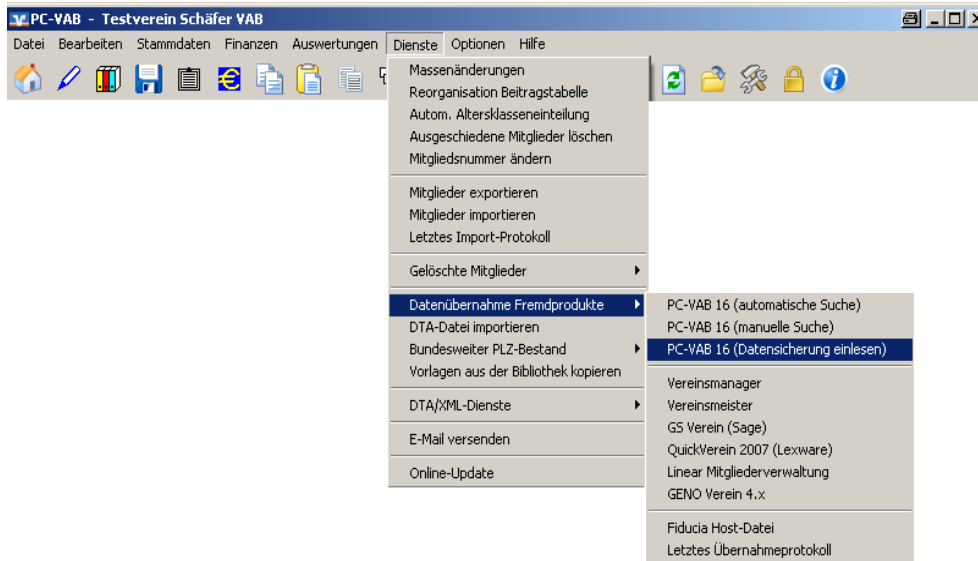 PC-VAB - Testverein Schäfer VAB
Datei Bearbeiten Stammdaten Finanzen Auswertungen Dienste Optionen Hilfe
Massenänderungen
Reorganisation Beitragstabelle
Autom. Altersklasseneinteilung
Ausgeschiedene Mitglieder löschen
Mitgliedsnummer ändern
Mitglieder exportieren
Mitglieder importieren
Letztes Import-Protokoll
Gelöschte Mitglieder
Datenübernahme Fremdprodukte
DTA-Datei importieren
Bundesweiter PLZ-Bestand
Vorlagen aus der Bibliothek kopieren
DTA/XML-Dienste
E-Mail versenden
Online-Update
PC-VAB 16 (automatische Suche)
PC-VAB 16 (manuelle Suche)
PC-VAB 16 (Datensicherung einlesen)
Vereinsmanager
Vereinsmeister
GS Verein (Sage)
QuickVerein 2007 (Lexware)
Linear Mitgliederverwaltung
GENO Verein 4.x
Fiducia Host-Datei
Letztes Übernahmeprotokoll